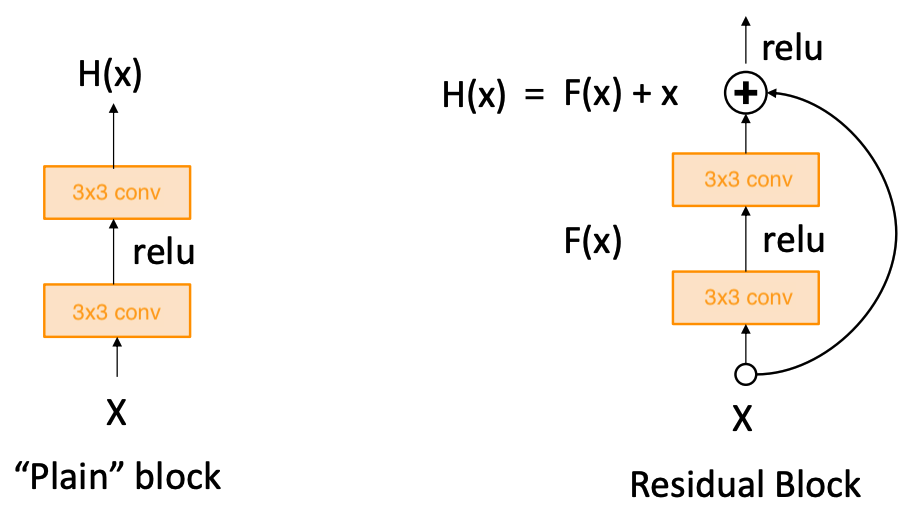 H(x)
3x3 conv
relu
3x3 conv
X
“Plain” block
relu
H(x) = F(x) + x
+
3x3 conv
F(x)
relu
3x3 conv
X
Residual Block